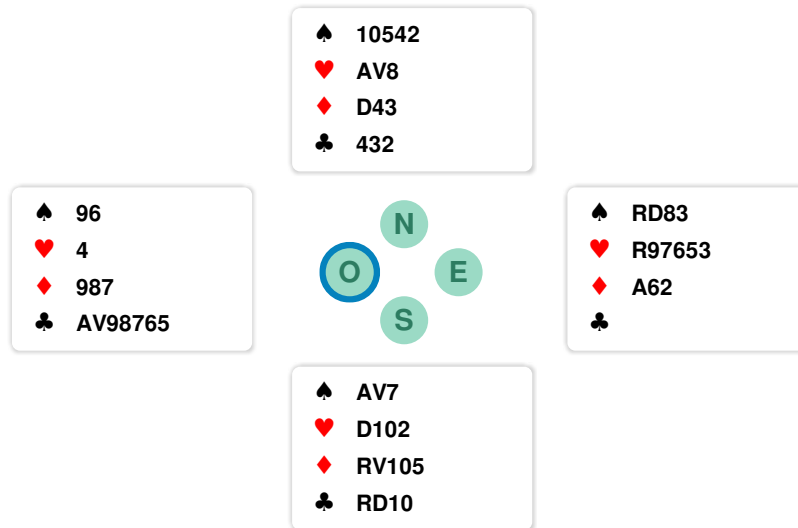 ♠ 10542
♥ AV8
♦ D43
♣ 432
♠ 96
♥ 4
♦ 987
♣ AV98765
N
O E
S
♠ RD83
♥ R97653
♦ A62
♣
♠ AV7
♥ D102
♦ RV105
♣ RD10